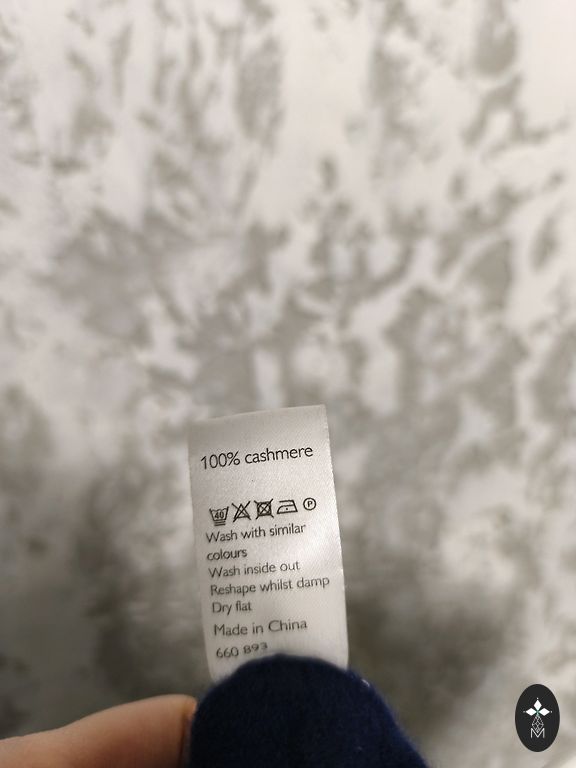 100% cashmere
40 P
Wash with similar
colours
Wash inside out
Reshape whilst damp
Dry flat
Made in China
660 893
M